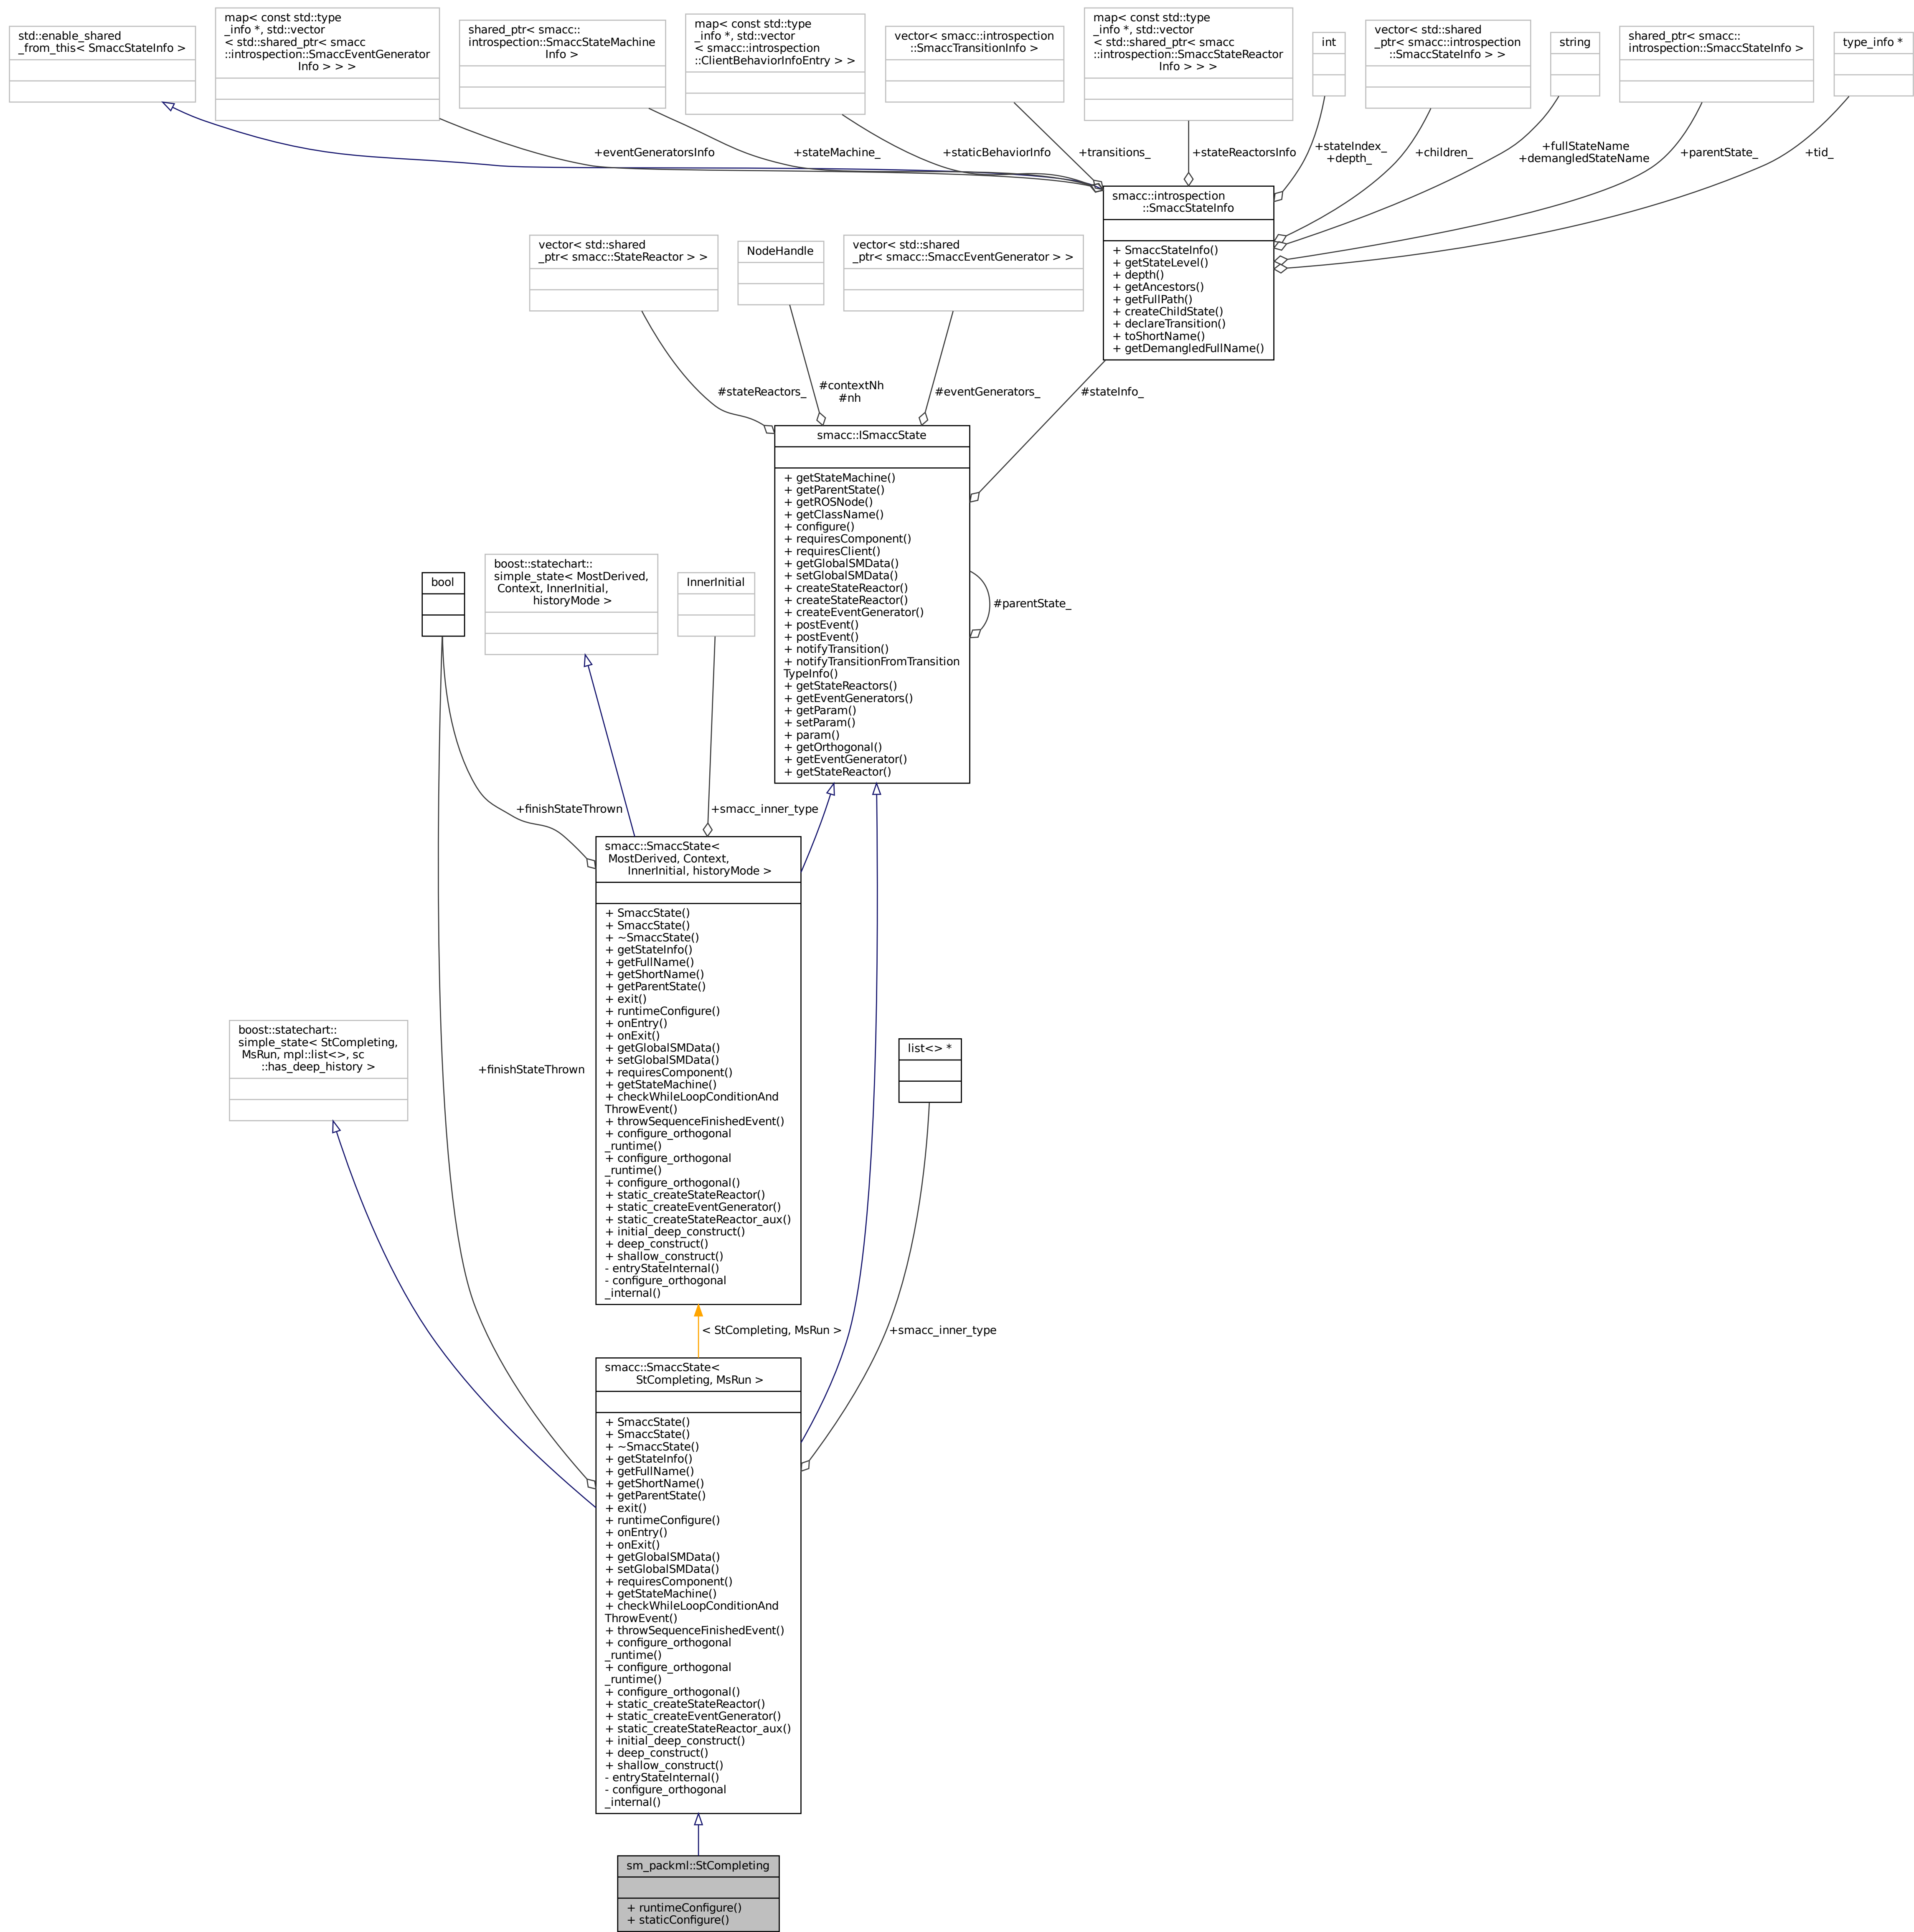 std::enable_shared
_from_this< SmaccStateInfo >
map< const std::type
_info *, std::vector
< std::shared_ptr< smacc
::introspection::SmaccEventGenerator
Info > > >
shared_ptr< smacc::
introspection::SmaccStateMachine
Info >
map< const std::type
_info *, std::vector
< smacc::introspection
::ClientBehaviorInfoEntry > >
vector< smacc::introspection
::SmaccTransitionInfo >
map< const std::type
_info *, std::vector
< std::shared_ptr< smacc
::introspection::SmaccStateReactor
Info > > >
int
vector< std::shared
_ptr< smacc::introspection
::SmaccStateInfo > >
string
shared_ptr< smacc::
introspection::SmaccStateInfo >
type_info *
+eventGeneratorsInfo
+stateMachine_
+staticBehaviorInfo
+transitions_
+stateReactorsInfo
+stateIndex_
+depth_
+children_
+fullStateName
+demangledStateName
+parentState_
+tid_
smacc::introspection
::SmaccStateInfo
+ SmaccStateInfo()
+ getStateLevel()
+ depth()
+ getAncestors()
+ getFullPath()
+ createChildState()
+ declareTransition()
+ toShortName()
+ getDemangledFullName()
vector< std::shared
_ptr< smacc::StateReactor > >
NodeHandle
vector< std::shared
_ptr< smacc::SmaccEventGenerator > >
#stateReactors_
#contextNh
#nh
#eventGenerators_
#stateInfo_
smacc::ISmaccState
+ getStateMachine()
+ getParentState()
+ getROSNode()
+ getClassName()
+ configure()
+ requiresComponent()
+ requiresClient()
+ getGlobalSMData()
+ setGlobalSMData()
+ createStateReactor()
+ createStateReactor()
+ createEventGenerator()
+ postEvent()
+ postEvent()
+ notifyTransition()
+ notifyTransitionFromTransition
TypeInfo()
+ getStateReactors()
+ getEventGenerators()
+ getParam()
+ setParam()
+ param()
+ getOrthogonal()
+ getEventGenerator()
+ getStateReactor()
#parentState_
bool
boost::statechart::
simple_state< MostDerived,
Context, InnerInitial,
historyMode >
InnerInitial
+finishStateThrown
+smacc_inner_type
smacc::SmaccState<
MostDerived, Context,
InnerInitial, historyMode >
+ SmaccState()
+ SmaccState()
+ ~SmaccState()
+ getStateInfo()
+ getFullName()
+ getShortName()
+ getParentState()
+ exit()
+ runtimeConfigure()
+ onEntry()
+ onExit()
+ getGlobalSMData()
+ setGlobalSMData()
+ requiresComponent()
+ getStateMachine()
+ checkWhileLoopConditionAnd
ThrowEvent()
+ throwSequenceFinishedEvent()
+ configure_orthogonal
_runtime()
+ configure_orthogonal
_runtime()
+ configure_orthogonal()
+ static_createStateReactor()
+ static_createEventGenerator()
+ static_createStateReactor_aux()
+ initial_deep_construct()
+ deep_construct()
+ shallow_construct()
- entryStateInternal()
- configure_orthogonal
_internal()
boost::statechart::
simple_state< StCompleting,
MsRun, mpl::list<>, sc
::has_deep_history >
+finishStateThrown
list<> *
< StCompleting, MsRun >
+smacc_inner_type
smacc::SmaccState<
StCompleting, MsRun >
+ SmaccState()
+ SmaccState()
+ ~SmaccState()
+ getStateInfo()
+ getFullName()
+ getShortName()
+ getParentState()
+ exit()
+ runtimeConfigure()
+ onEntry()
+ onExit()
+ getGlobalSMData()
+ setGlobalSMData()
+ requiresComponent()
+ getStateMachine()
+ checkWhileLoopConditionAnd
ThrowEvent()
+ throwSequenceFinishedEvent()
+ configure_orthogonal
_runtime()
+ configure_orthogonal
_runtime()
+ configure_orthogonal()
+ static_createStateReactor()
+ static_createEventGenerator()
+ static_createStateReactor_aux()
+ initial_deep_construct()
+ deep_construct()
+ shallow_construct()
- entryStateInternal()
- configure_orthogonal
_internal()
sm_packml::StCompleting
+ runtimeConfigure()
+ staticConfigure()